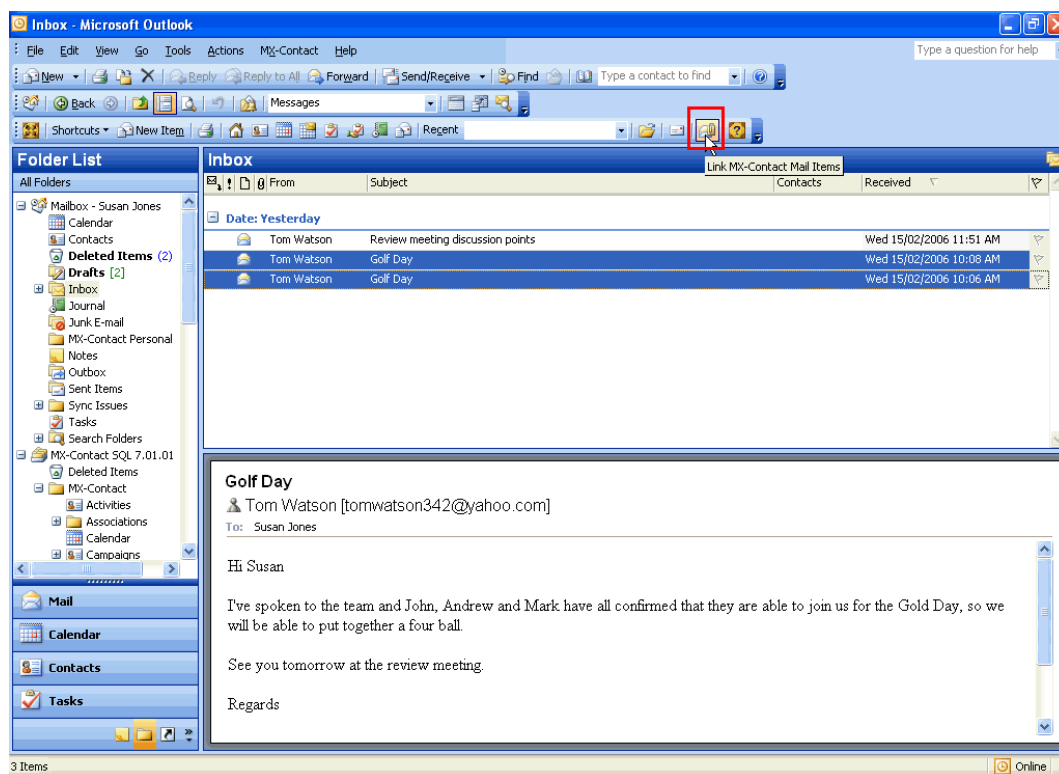 Inbox - Microsoft Outlook
File Edit View Go Tools Actions MX-Contact Help Type a question for help
New Reply Reply to All Forward Send/Receive Find Type a contact to find
Back Messages
Shortcuts New Item Recent
Link MX-Contact Mail Items
Folder List
All Folders
Mailbox - Susan Jones
Calendar
Contacts
Deleted Items (2)
Drafts [2]
Inbox
Journal
Junk E-mail
MX-Contact Personal
Notes
Outbox
Sent Items
Sync Issues
Tasks
Search Folders
MX-Contact SQL 7.01.01
Deleted Items
MX-Contact
Activities
Associations
Calendar
Campaigns
Mail
Calendar
Contacts
Tasks
Inbox
From Subject Contacts Received
Date: Yesterday
Tom Watson Review meeting discussion points Wed 15/02/2006 11:51 AM
Tom Watson Golf Day Wed 15/02/2006 10:08 AM
Tom Watson Golf Day Wed 15/02/2006 10:06 AM
Golf Day
Tom Watson [tomwatson342@yahoo.com]
To: Susan Jones
Hi Susan
I've spoken to the team and John, Andrew and Mark have all confirmed that they are able to join us for the Gold Day, so we
will be able to put together a four ball.
See you tomorrow at the review meeting.
Regards
3 Items Online